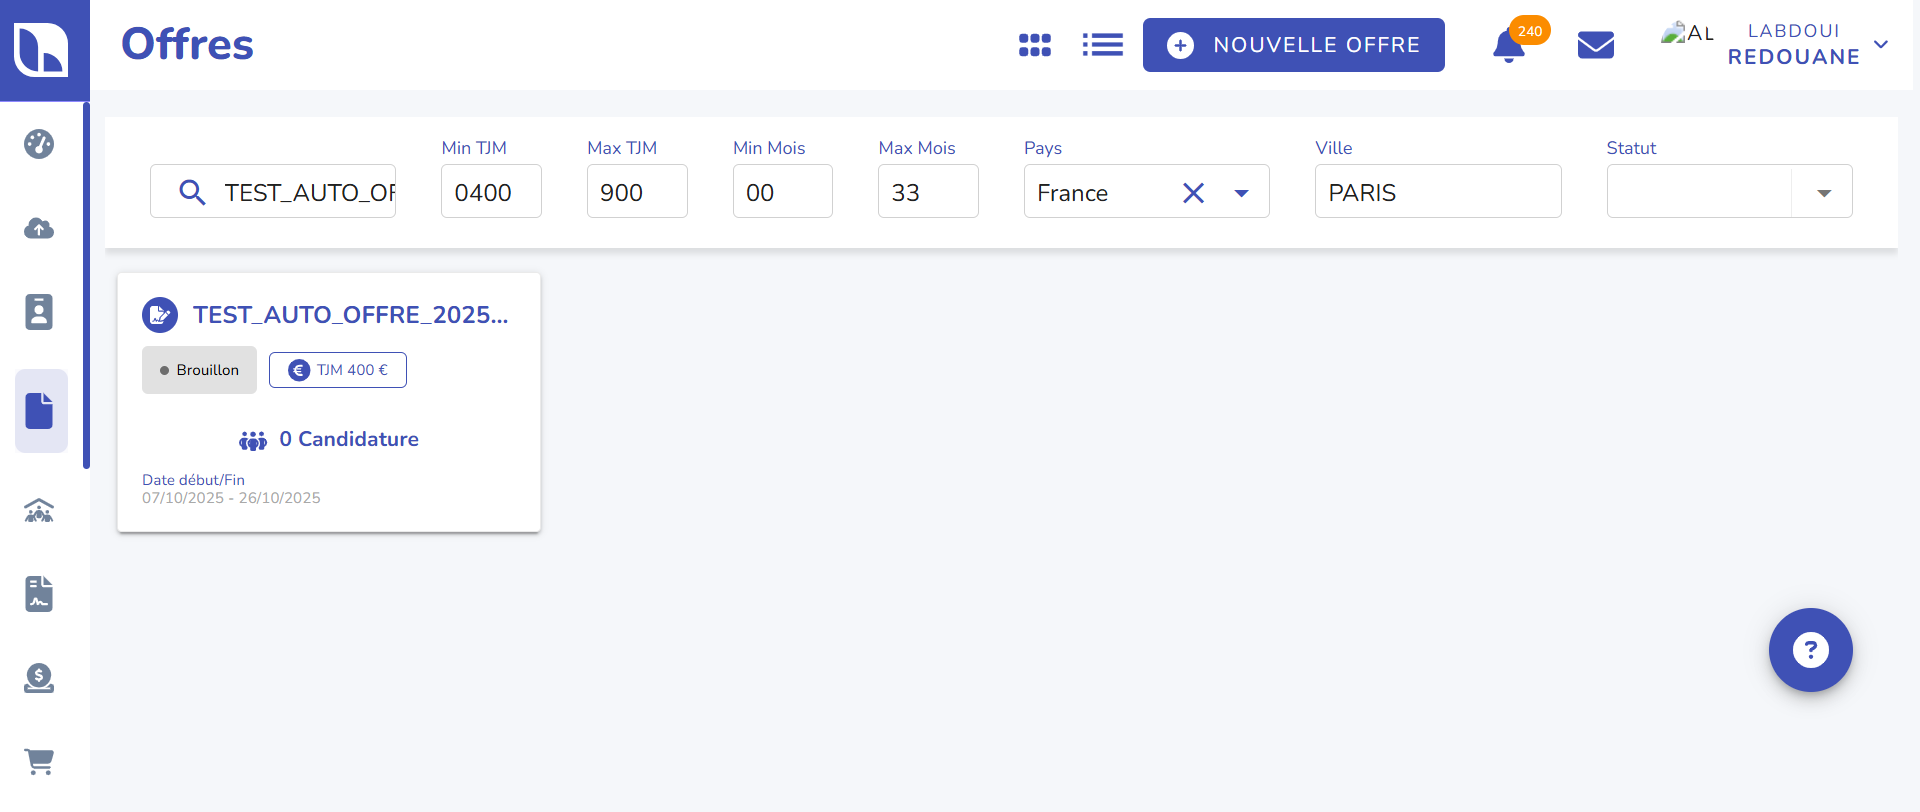 Offres
NOUVELLE OFFRE
240
A L
LABDOUI
REDOUANE
Min TJM
Max TJM
Min Mois
Max Mois
Pays
Ville
Statut
TEST_AUTO_OF
0400
900
00
33
France
PARIS
TEST_AUTO_OFFRE_2025...
Brouillon
TJM 400 €
0 Candidature
Date début/Fin
07/10/2025 - 26/10/2025